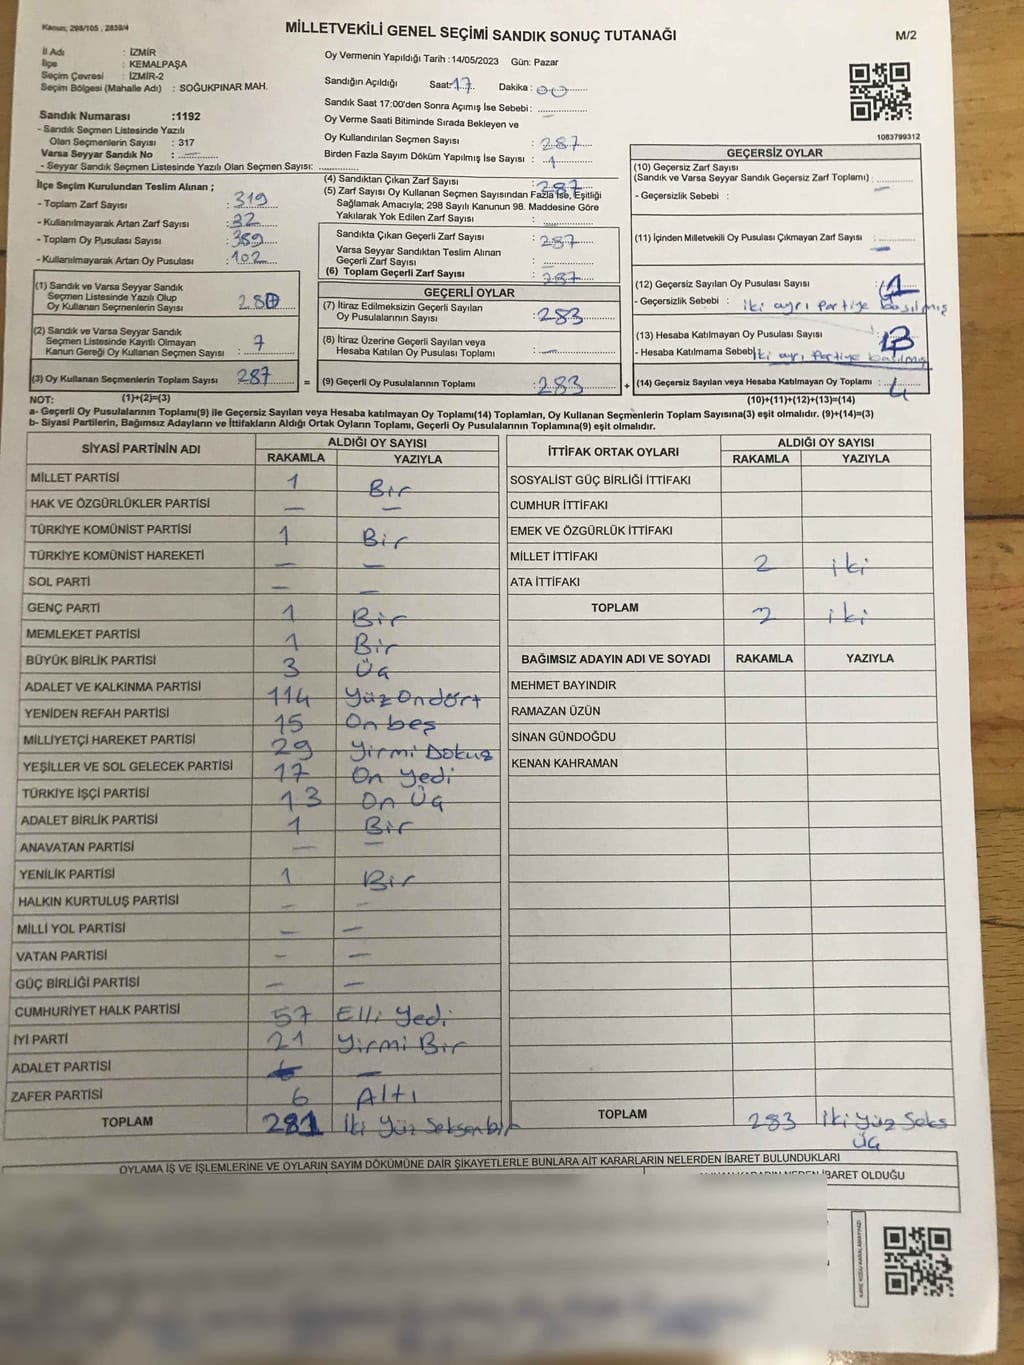 Kanun; 298/105 , 2839/4
MİLLETVEKİLİ GENEL SEÇİMİ SANDIK SONUÇ TUTANAĞI
M/2
İl Adı : İZMİR
İlçe : KEMALPAŞA
Seçim Çevresi : İZMİR-2
Seçim Bölgesi (Mahalle Adı) : SOĞUKPINAR MAH.
Sandık Numarası :1192
- Sandık Seçmen Listesinde Yazılı
Olan Seçmenlerin Sayısı : 317
Varsa Seyyar Sandık No : —
- Seyyar Sandık Seçmen Listesinde Yazılı Olan Seçmen Sayısı:
İlçe Seçim Kurulundan Teslim Alınan ;
- Toplam Zarf Sayısı : 319
- Kullanılmayarak Artan Zarf Sayısı : 32
- Toplam Oy Pusulası Sayısı : 389
- Kullanılmayarak Artan Oy Pusulası : 102
Oy Vermenin Yapıldığı Tarih :14/05/2023 Gün: Pazar
Sandığın Açıldığı Saat: 17 Dakika : 00
Sandık Saat 17:00'den Sonra Açımış İse Sebebi : —
Oy Verme Saati Bitiminde Sırada Bekleyen ve
Oy Kullandırılan Seçmen Sayısı : 287
Birden Fazla Sayım Döküm Yapılmış İse Sayısı : 1
(4) Sandıktan Çıkan Zarf Sayısı : 287
(5) Zarf Sayısı Oy Kullanan Seçmen Sayısından Fazla İse, Eşitliği
Sağlamak Amacıyla; 298 Sayılı Kanunun 98. Maddesine Göre
Yakılarak Yok Edilen Zarf Sayısı :
Sandıkta Çıkan Geçerli Zarf Sayısı : 287
Varsa Seyyar Sandıktan Teslim Alınan
Geçerli Zarf Sayısı : —
(6) Toplam Geçerli Zarf Sayısı : 287
1083799312
GEÇERSİZ OYLAR
(10) Geçersiz Zarf Sayısı
(Sandık ve Varsa Seyyar Sandık Geçersiz Zarf Toplamı) : —
- Geçersizlik Sebebi :
(11) İçinden Milletvekili Oy Pusulası Çıkmayan Zarf Sayısı : —
(12) Geçersiz Sayılan Oy Pusulası Sayısı : 1
- Geçersizlik Sebebi : iki ayrı partiye basılmış
(13) Hesaba Katılmayan Oy Pusulası Sayısı : 3
- Hesaba Katılmama Sebebi iki ayrı partiye basılmış
(14) Geçersiz Sayılan veya Hesaba Katılmayan Oy Toplamı : 4
(10)+(11)+(12)+(13)=(14)
(1) Sandık ve Varsa Seyyar Sandık
Seçmen Listesinde Yazılı Olup
Oy Kullanan Seçmenlerin Sayısı : 280
(2) Sandık ve Varsa Seyyar Sandık
Seçmen Listesinde Kayıtlı Olmayan
Kanun Gereği Oy Kullanan Seçmen Sayısı : 7
(3) Oy Kullanan Seçmenlerin Toplam Sayısı 287
GEÇERLİ OYLAR
(7) İtiraz Edilmeksizin Geçerli Sayılan
Oy Pusulalarının Sayısı : 283
(8) İtiraz Üzerine Geçerli Sayılan veya
Hesaba Katılan Oy Pusulası Toplamı : —
= (9) Geçerli Oy Pusulalarının Toplamı : 283 +
NOT: (1)+(2)=(3)
a- Geçerli Oy Pusulalarının Toplamı(9) ile Geçersiz Sayılan veya Hesaba katılmayan Oy Toplamı(14) Toplamları, Oy Kullanan Seçmenlerin Toplam Sayısına(3) eşit olmalıdır. (9)+(14)=(3)
b- Siyasi Partilerin, Bağımsız Adayların ve İttifakların Aldığı Ortak Oyların Toplamı, Geçerli Oy Pusulalarının Toplamına(9) eşit olmalıdır.
SİYASİ PARTİNİN ADI ALDIĞI OY SAYISI
RAKAMLA YAZIYLA
MİLLET PARTİSİ 1 Bir
HAK VE ÖZGÜRLÜKLER PARTİSİ — —
TÜRKİYE KOMÜNİST PARTİSİ 1 Bir
TÜRKİYE KOMÜNİST HAREKETİ — —
SOL PARTİ — —
GENÇ PARTİ 1 Bir
MEMLEKET PARTİSİ 1 Bir
BÜYÜK BİRLİK PARTİSİ 3 Üç
ADALET VE KALKINMA PARTİSİ 114 Yüz On dört
YENİDEN REFAH PARTİSİ 15 On beş
MİLLİYETÇİ HAREKET PARTİSİ 29 Yirmi Dokuz
YEŞİLLER VE SOL GELECEK PARTİSİ 17 On Yedi
TÜRKİYE İŞÇİ PARTİSİ 13 On Üç
ADALET BİRLİK PARTİSİ 1 Bir
ANAVATAN PARTİSİ — —
YENİLİK PARTİSİ 1 Bir
HALKIN KURTULUŞ PARTİSİ — —
MİLLİ YOL PARTİSİ — —
VATAN PARTİSİ — —
GÜÇ BİRLİĞİ PARTİSİ — —
CUMHURİYET HALK PARTİSİ 57 Elli Yedi
İYİ PARTİ 21 Yirmi Bir
ADALET PARTİSİ — —
ZAFER PARTİSİ 6 Altı
TOPLAM 281 İki Yüz Seksenbir
İTTİFAK ORTAK OYLARI ALDIĞI OY SAYISI
RAKAMLA YAZIYLA
SOSYALİST GÜÇ BİRLİĞİ İTTİFAKI
CUMHUR İTTİFAKI
EMEK VE ÖZGÜRLÜK İTTİFAKI
MİLLET İTTİFAKI 2 iki
ATA İTTİFAKI
TOPLAM 2 iki
BAĞIMSIZ ADAYIN ADI VE SOYADI RAKAMLA YAZIYLA
MEHMET BAYINDIR
RAMAZAN ÜZÜN
SİNAN GÜNDOĞDU
KENAN KAHRAMAN
TOPLAM 283 İki Yüz Seks
Üç
OYLAMA İŞ VE İŞLEMLERİNE VE OYLARIN SAYIM DÖKÜMÜNE DAİR ŞİKAYETLERLE BUNLARA AİT KARARLARIN NELERDEN İBARET BULUNDUKLARI
İBARET OLDUĞU